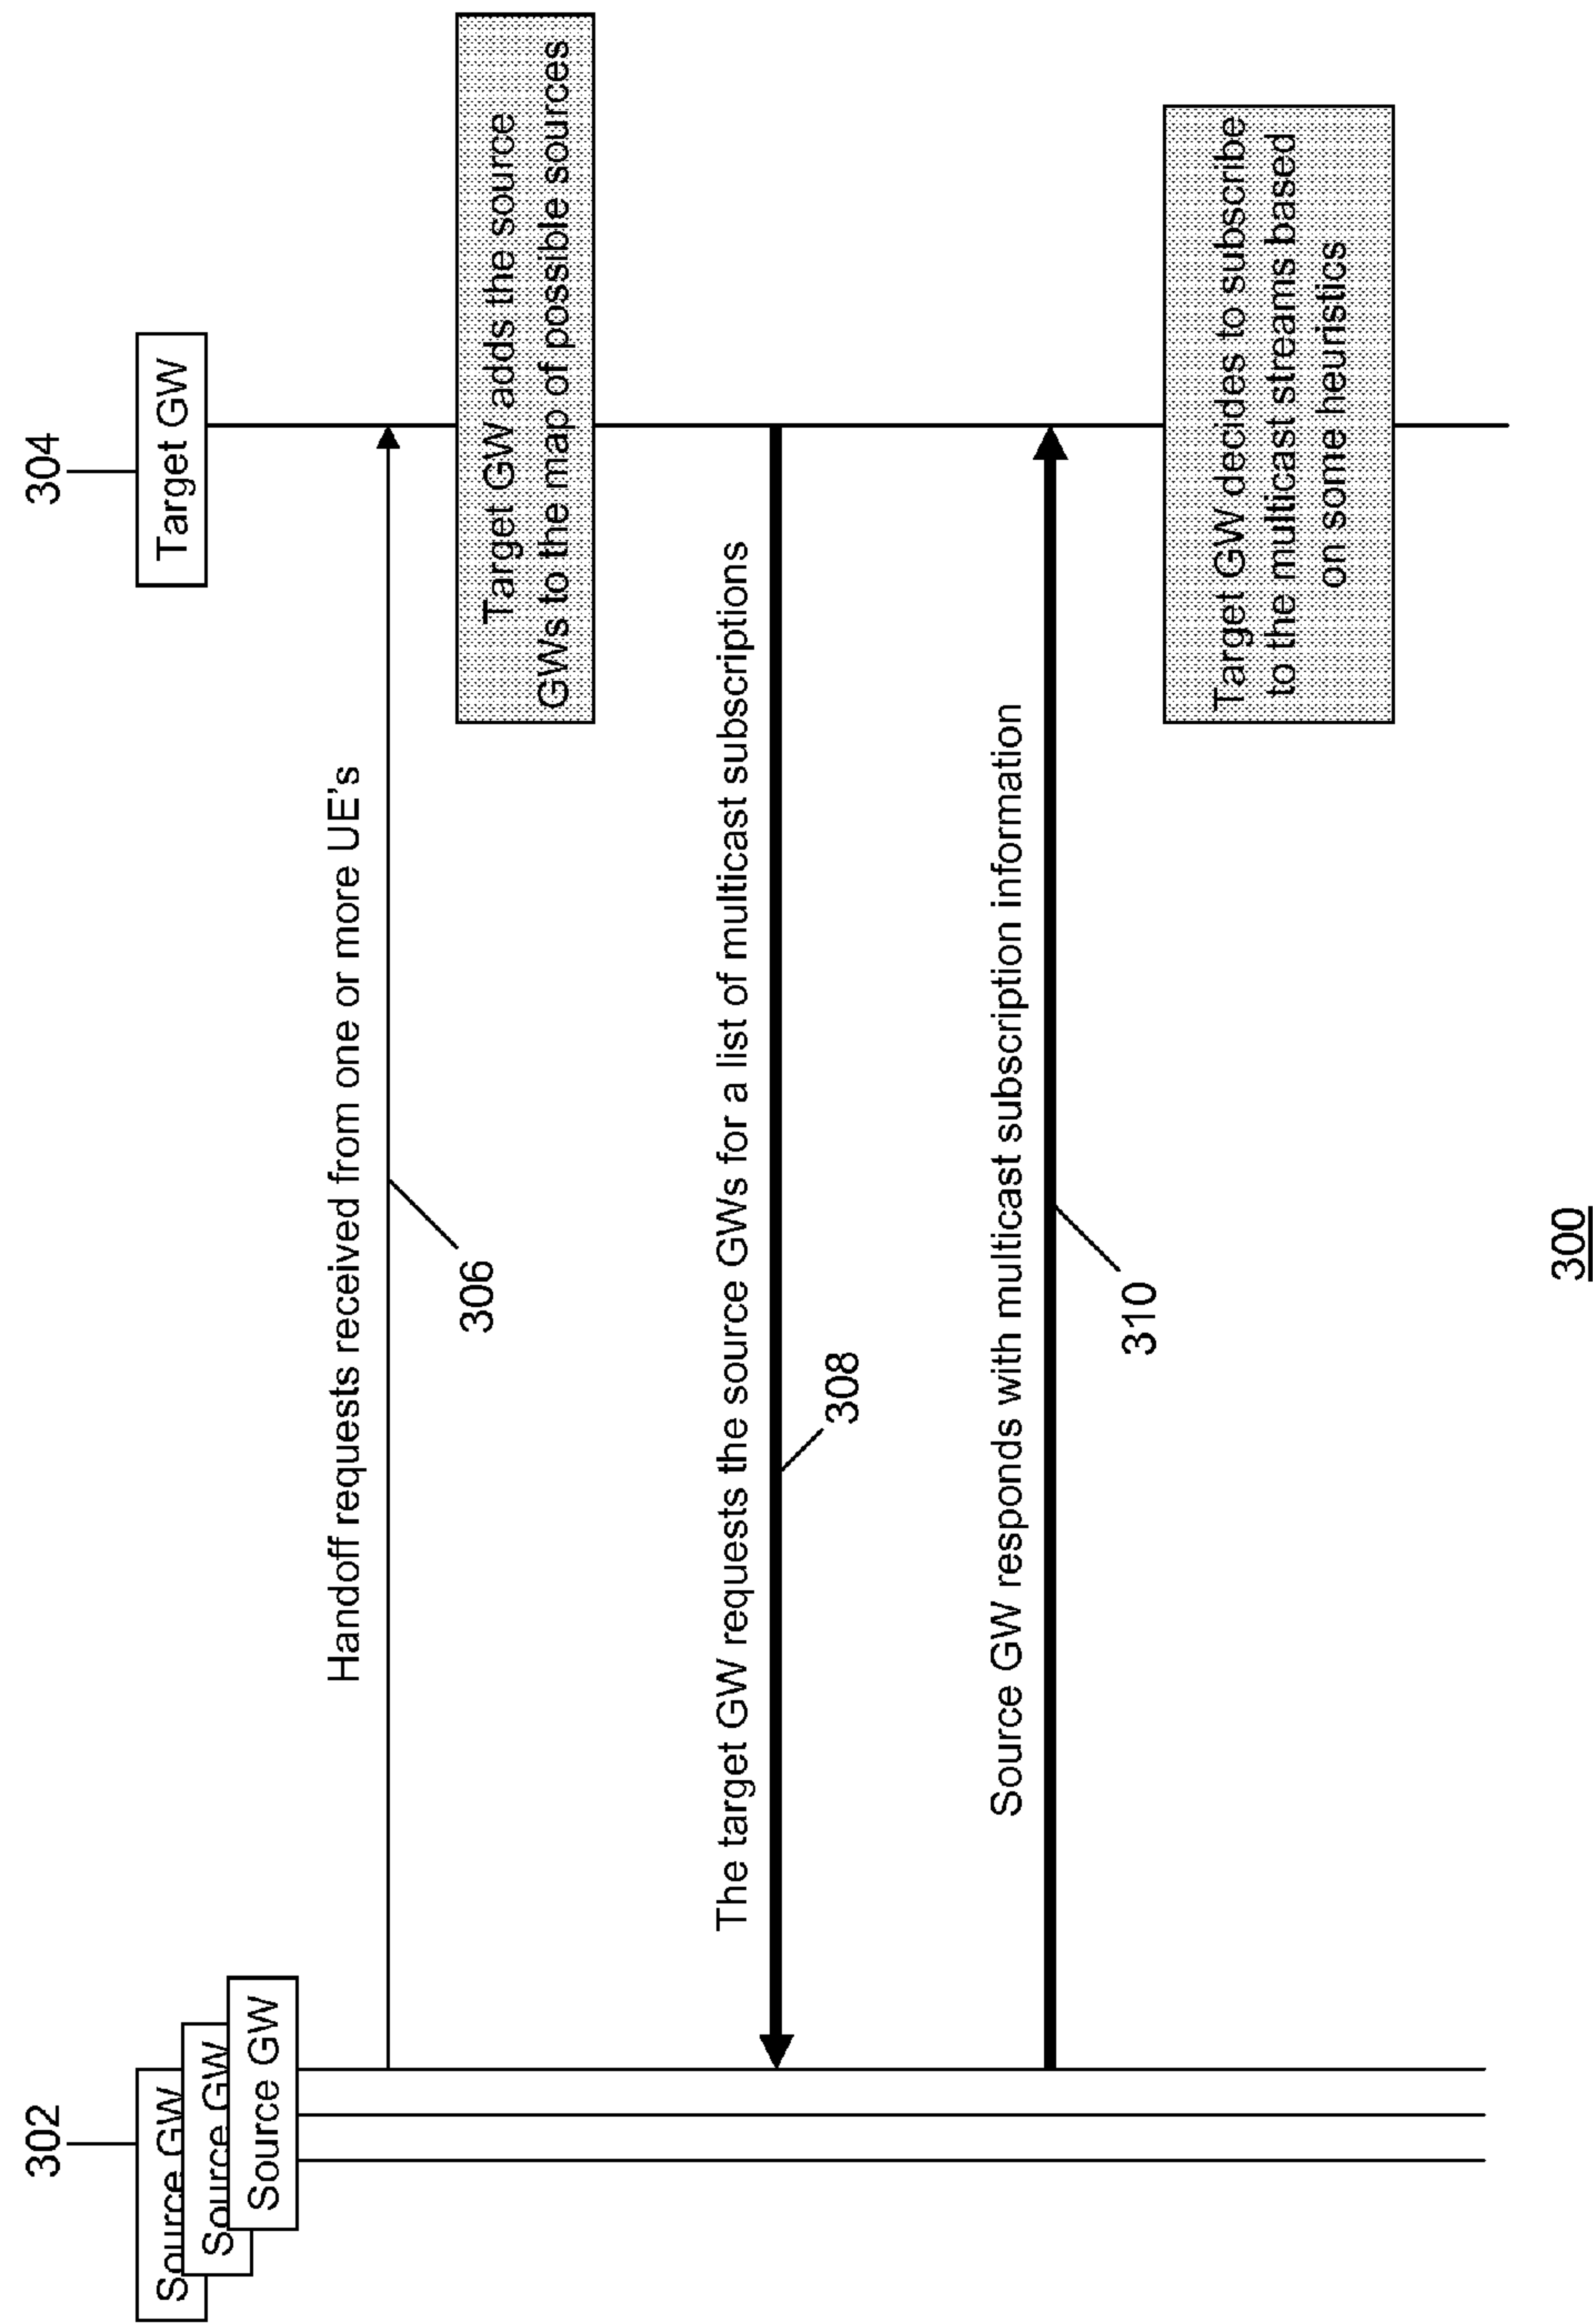 302
304
Source GW
Source GW
Source GW
Target GW
Handoff requests received from one or more UE's
306
Target GW adds the source
GWs to the map of possible sources
The target GW requests the source GWs for a list of multicast subscriptions
308
Source GW responds with multicast subscription information
310
Target GW decides to subscribe
to the multicast streams based
on some heuristics
300